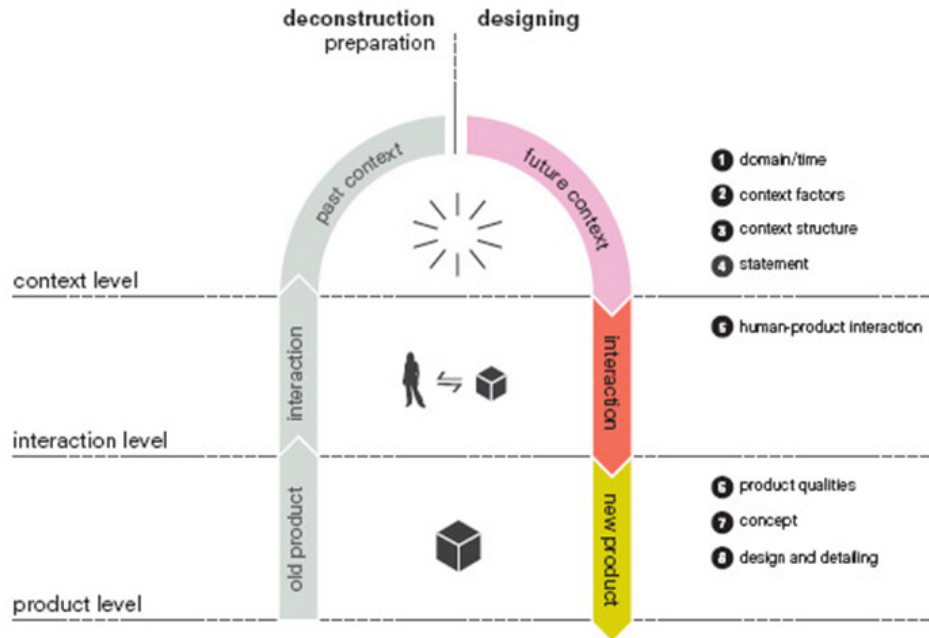 deconstruction
preparation
designing
past context
future context
1 domain/time
2 context factors
3 context structure
4 statement
context level
interaction
interaction
5 human-product interaction
interaction level
old product
new product
6 product qualities
7 concept
8 design and detailing
product level